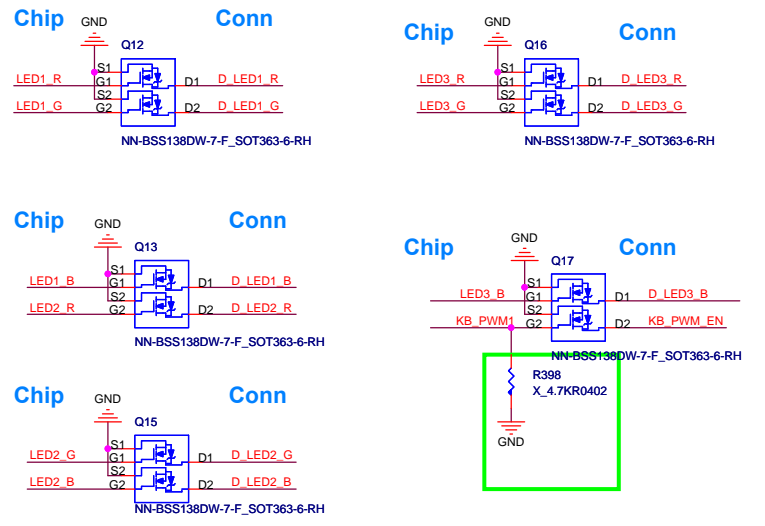 Chip
GND
Conn
Q12
S1
LED1_R
G1
D1
D_LED1_R
S2
LED1_G
G2
D2
D_LED1_G
NN-BSS138DW-7-F_SOT363-6-RH
Chip
GND
Conn
Q16
S1
LED3_R
G1
D1
D_LED3_R
S2
LED3_G
G2
D2
D_LED3_G
NN-BSS138DW-7-F_SOT363-6-RH
Chip
GND
Conn
Q13
S1
LED1_B
G1
D1
D_LED1_B
S2
LED2_R
G2
D2
D_LED2_R
NN-BSS138DW-7-F_SOT363-6-RH
Chip
GND
Conn
Q17
S1
LED3_B
G1
D1
D_LED3_B
S2
KB_PWM1
G2
D2
KB_PWM_EN
NN-BSS138DW-7-F_SOT363-6-RH
R398
X_4.7KR0402
GND
Chip
GND
Conn
Q15
S1
LED2_G
G1
D1
D_LED2_G
S2
LED2_B
G2
D2
D_LED2_B
NN-BSS138DW-7-F_SOT363-6-RH